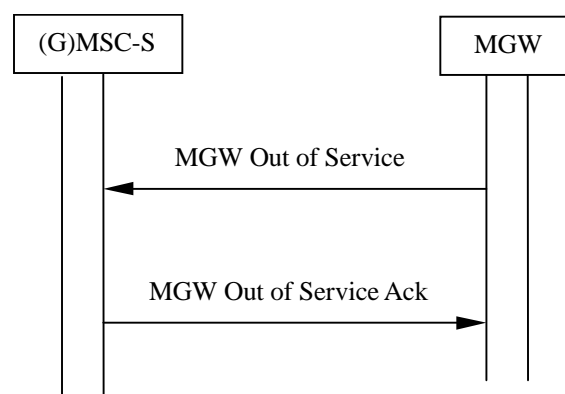 (G)MSC-S
MGW
MGW Out of Service
MGW Out of Service Ack